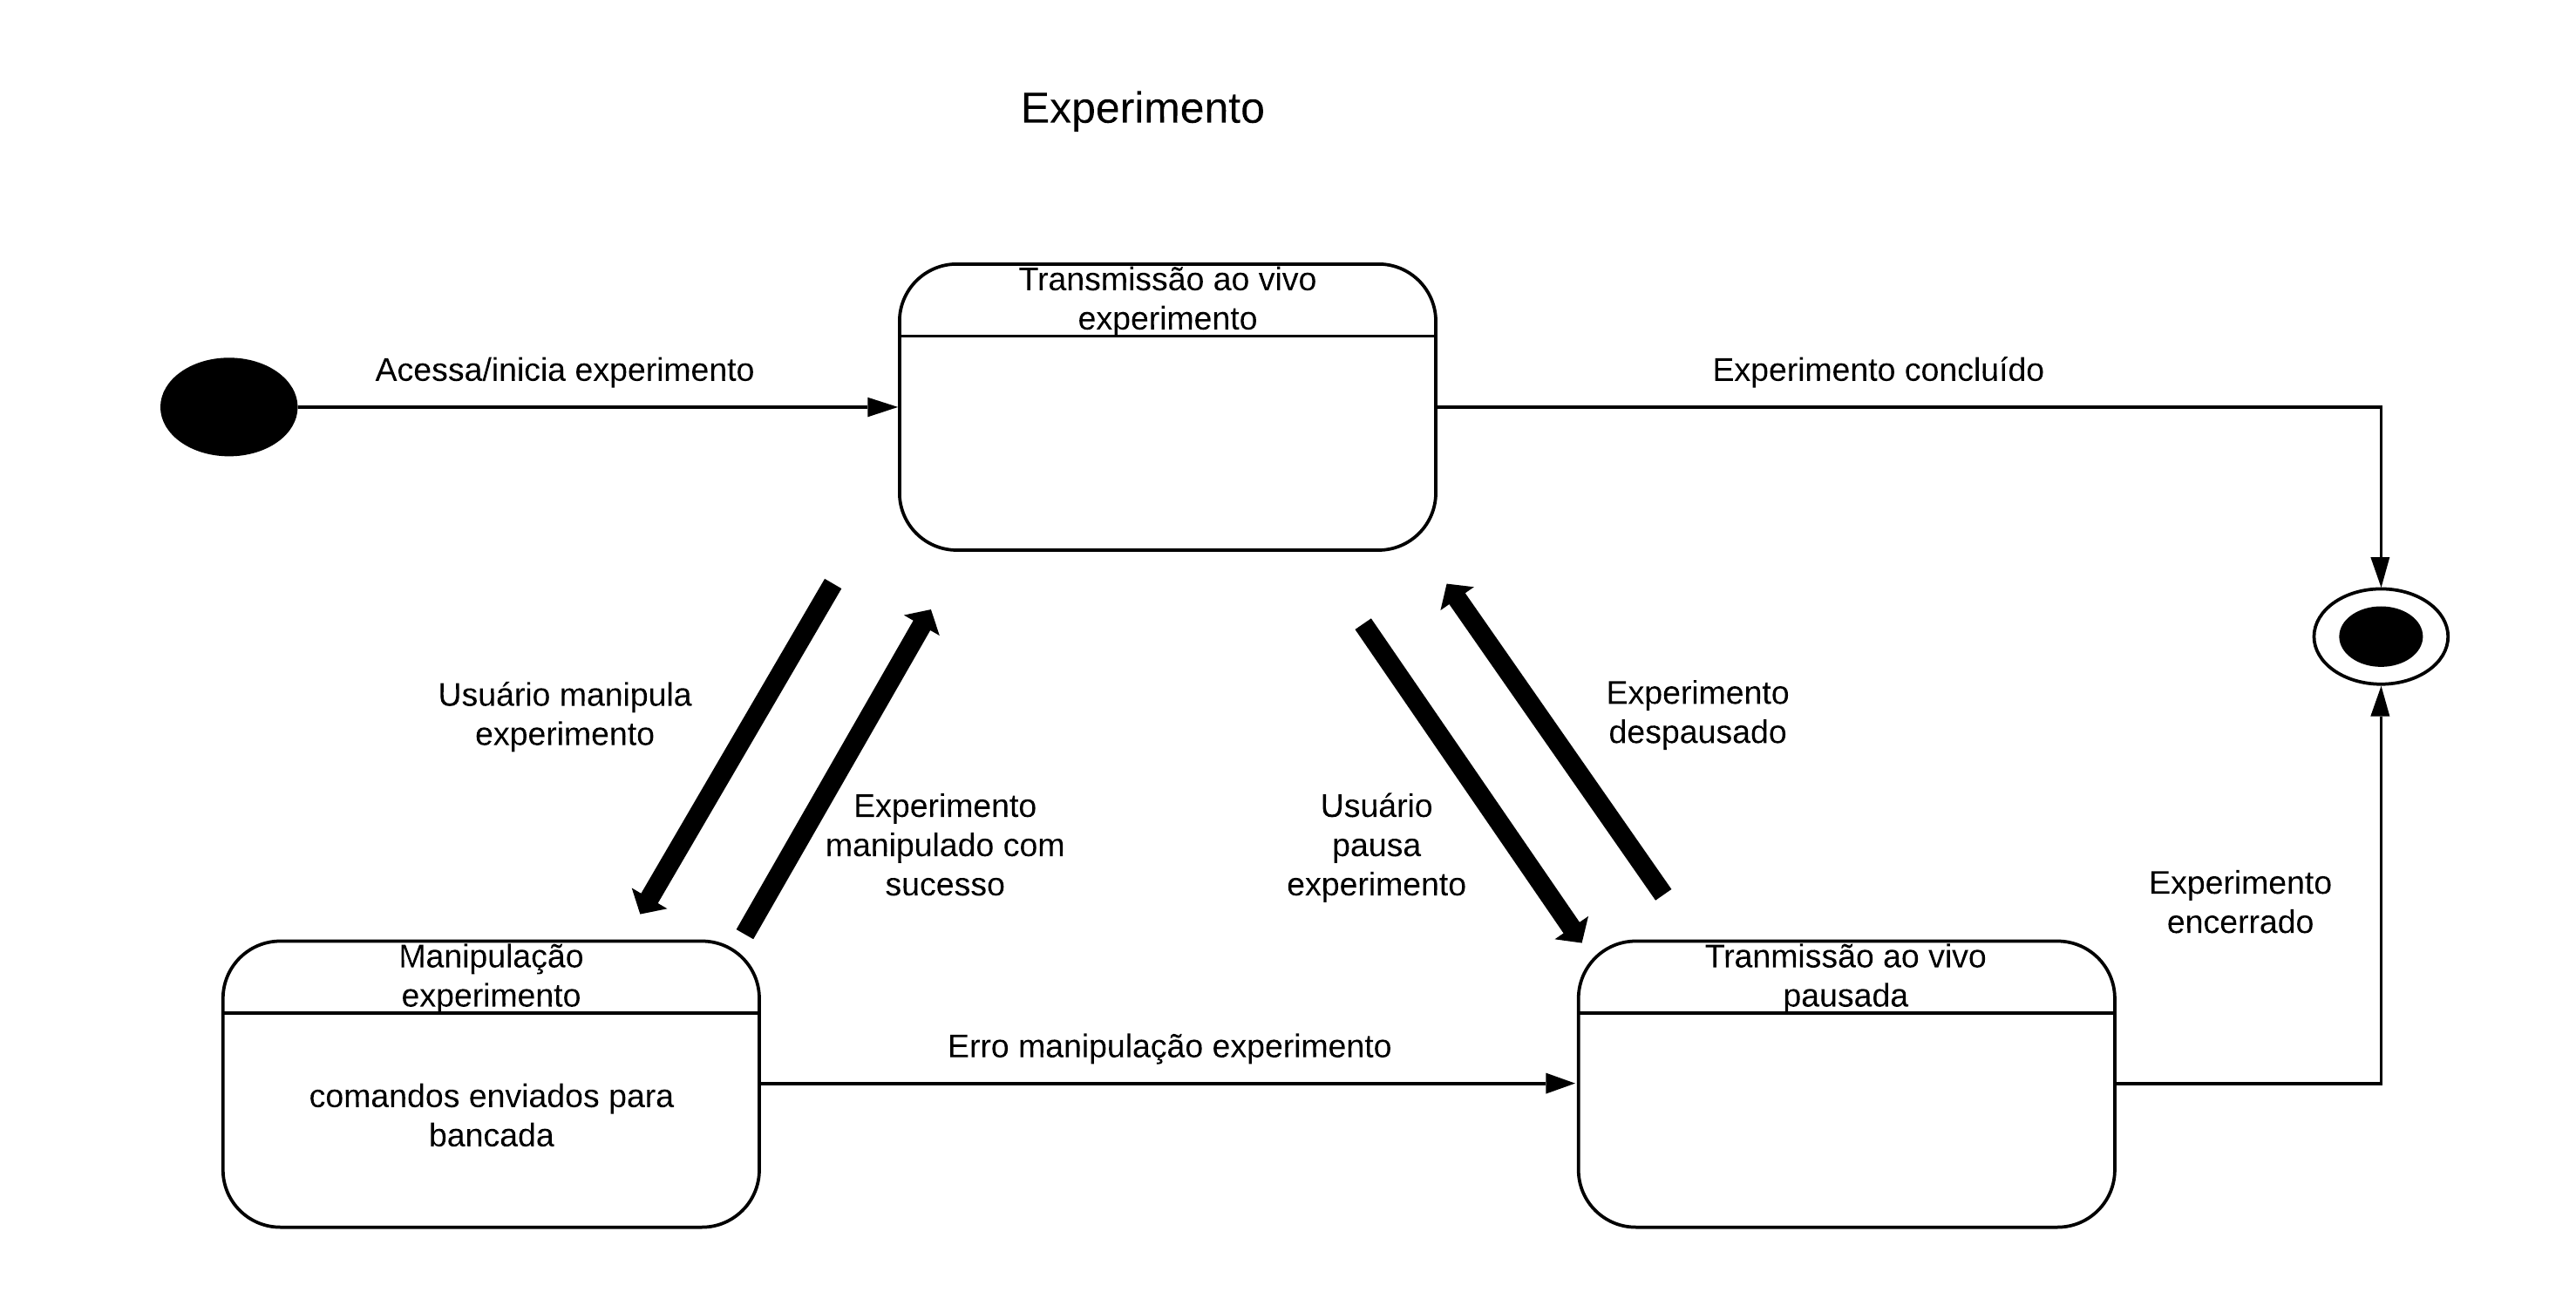 Experimento
Transmissão ao vivo
experimento
Acessa/inicia experimento
Experimento concluído
Usuário manipula
experimento
Experimento
manipulado com
sucesso
Usuário
pausa
experimento
Experimento
despausado
Experimento
encerrado
Manipulação
experimento
comandos enviados para
bancada
Erro manipulação experimento
Tranmissão ao vivo
pausada